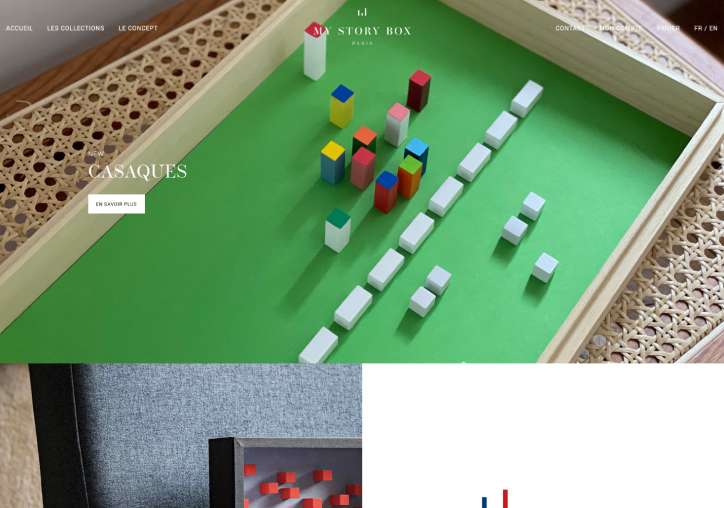 ACCUEIL
LES COLLECTIONS
LE CONCEPT
MY STORY BOX
PARIS
CONTACT
MON COMPTE
PANIER
FR / EN
NEW
CASAQUES
EN SAVOIR PLUS